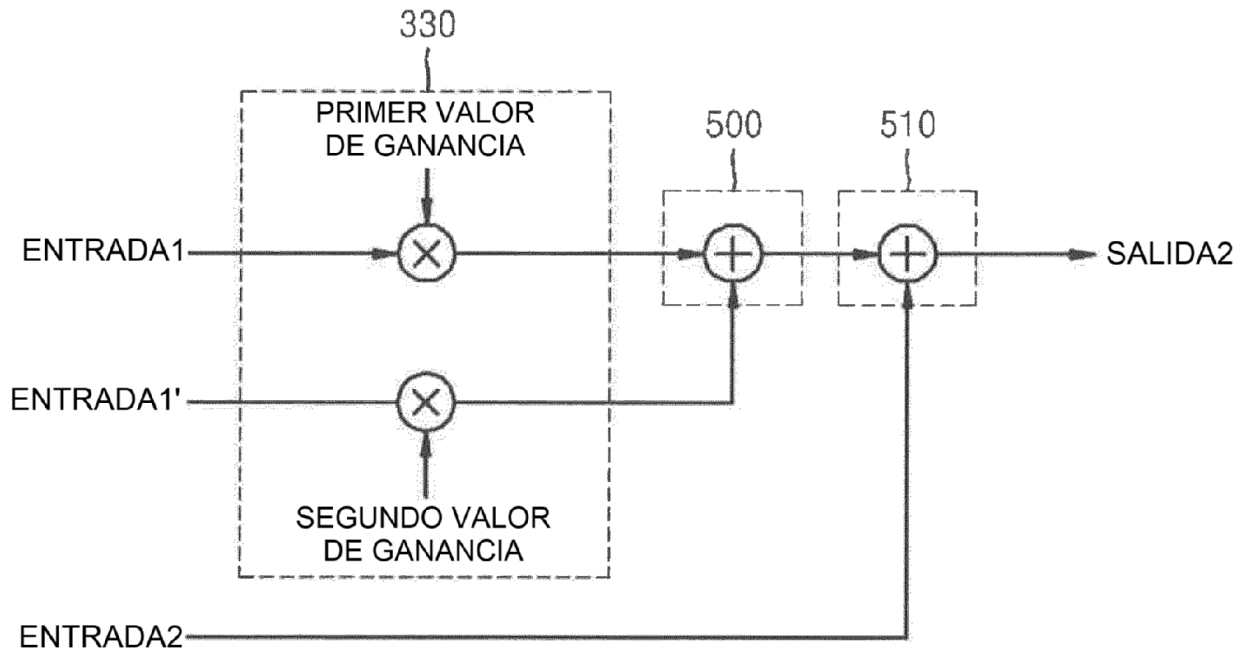 330
PRIMER VALOR
DE GANANCIA
500
510
ENTRADA1
SALIDA2
ENTRADA1'
SEGUNDO VALOR
DE GANANCIA
ENTRADA2